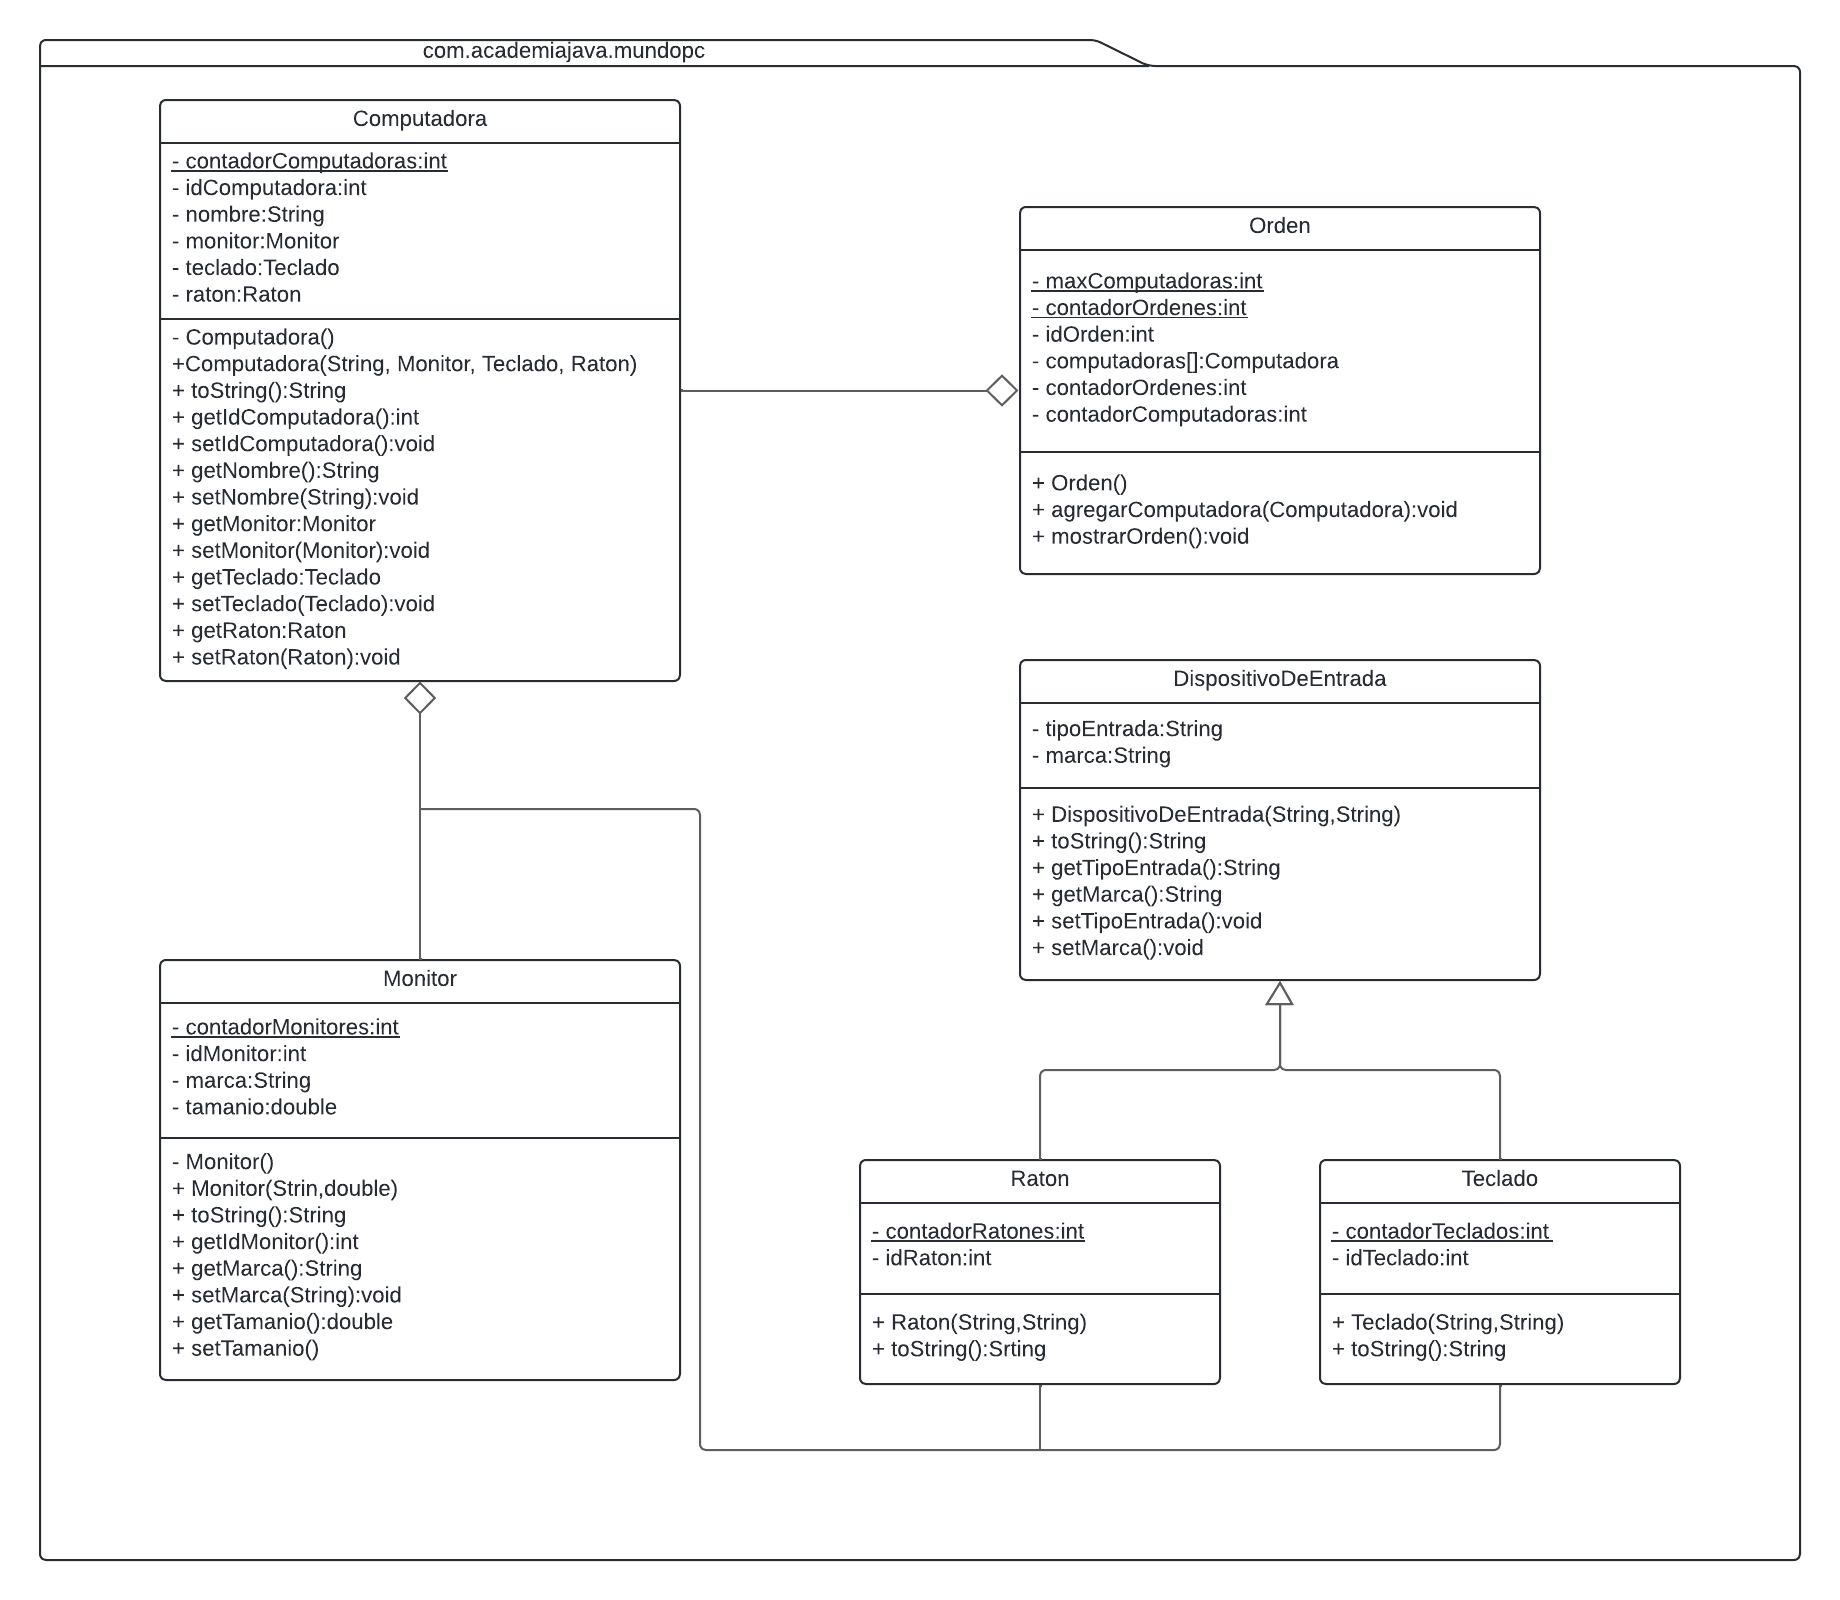 com.academiajava.mundopc
Computadora
- contadorComputadoras:int
- idComputadora:int
- nombre:String
- monitor:Monitor
- teclado:Teclado
- raton:Raton
- Computadora()
+Computadora(String, Monitor, Teclado, Raton)
+ toString():String
+ getIdComputadora():int
+ setIdComputadora():void
+ getNombre():String
+ setNombre(String):void
+ getMonitor:Monitor
+ setMonitor(Monitor):void
+ getTeclado:Teclado
+ setTeclado(Teclado):void
+ getRaton:Raton
+ setRaton(Raton):void
Orden
- maxComputadoras:int
- contadorOrdenes:int
- idOrden:int
- computadoras[]:Computadora
- contadorOrdenes:int
- contadorComputadoras:int
+ Orden()
+ agregarComputadora(Computadora):void
+ mostrarOrden():void
DispositivoDeEntrada
- tipoEntrada:String
- marca:String
+ DispositivoDeEntrada(String,String)
+ toString():String
+ getTipoEntrada():String
+ getMarca():String
+ setTipoEntrada():void
+ setMarca():void
Monitor
- contadorMonitores:int
- idMonitor:int
- marca:String
- tamanio:double
- Monitor()
+ Monitor(Strin,double)
+ toString():String
+ getIdMonitor():int
+ getMarca():String
+ setMarca(String):void
+ getTamanio():double
+ setTamanio()
Raton
- contadorRatones:int
- idRaton:int
+ Raton(String,String)
+ toString():Srting
Teclado
- contadorTeclados:int
- idTeclado:int
+ Teclado(String,String)
+ toString():String